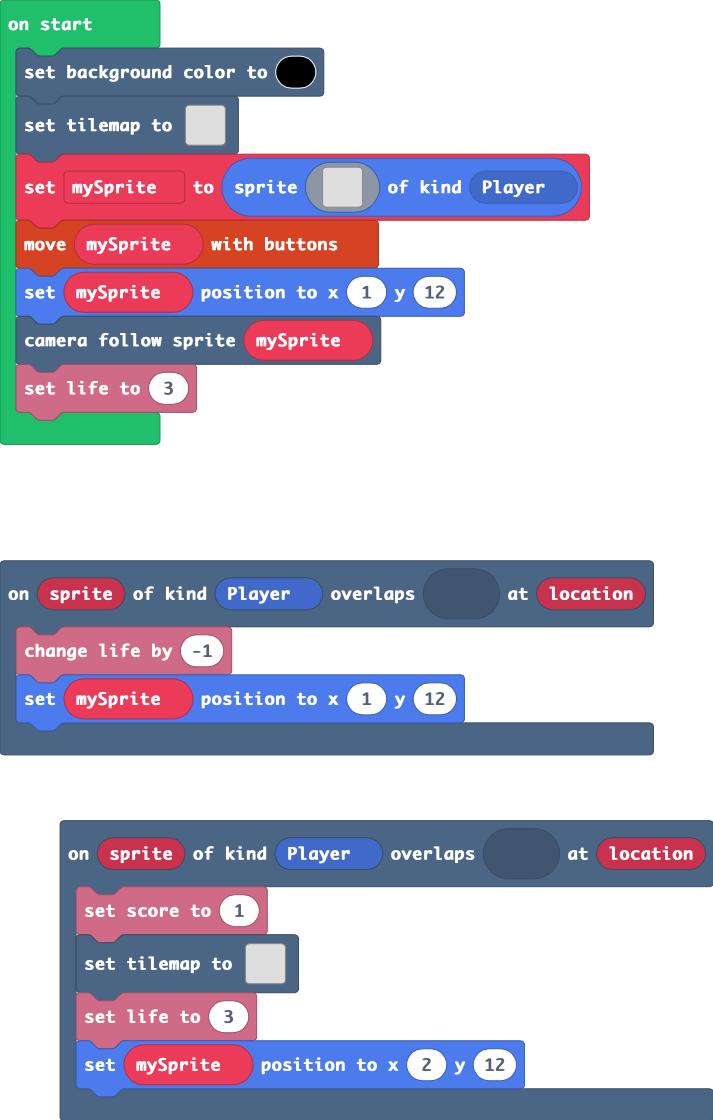 on start
set background color to
set tilemap to
set mySprite to sprite of kind Player
move mySprite with buttons
set mySprite position to x 1 y 12
camera follow sprite mySprite
set life to 3
on sprite of kind Player overlaps at location
change life by -1
set mySprite position to x 1 y 12
on sprite of kind Player overlaps at location
set score to 1
set tilemap to
set life to 3
set mySprite position to x 2 y 12